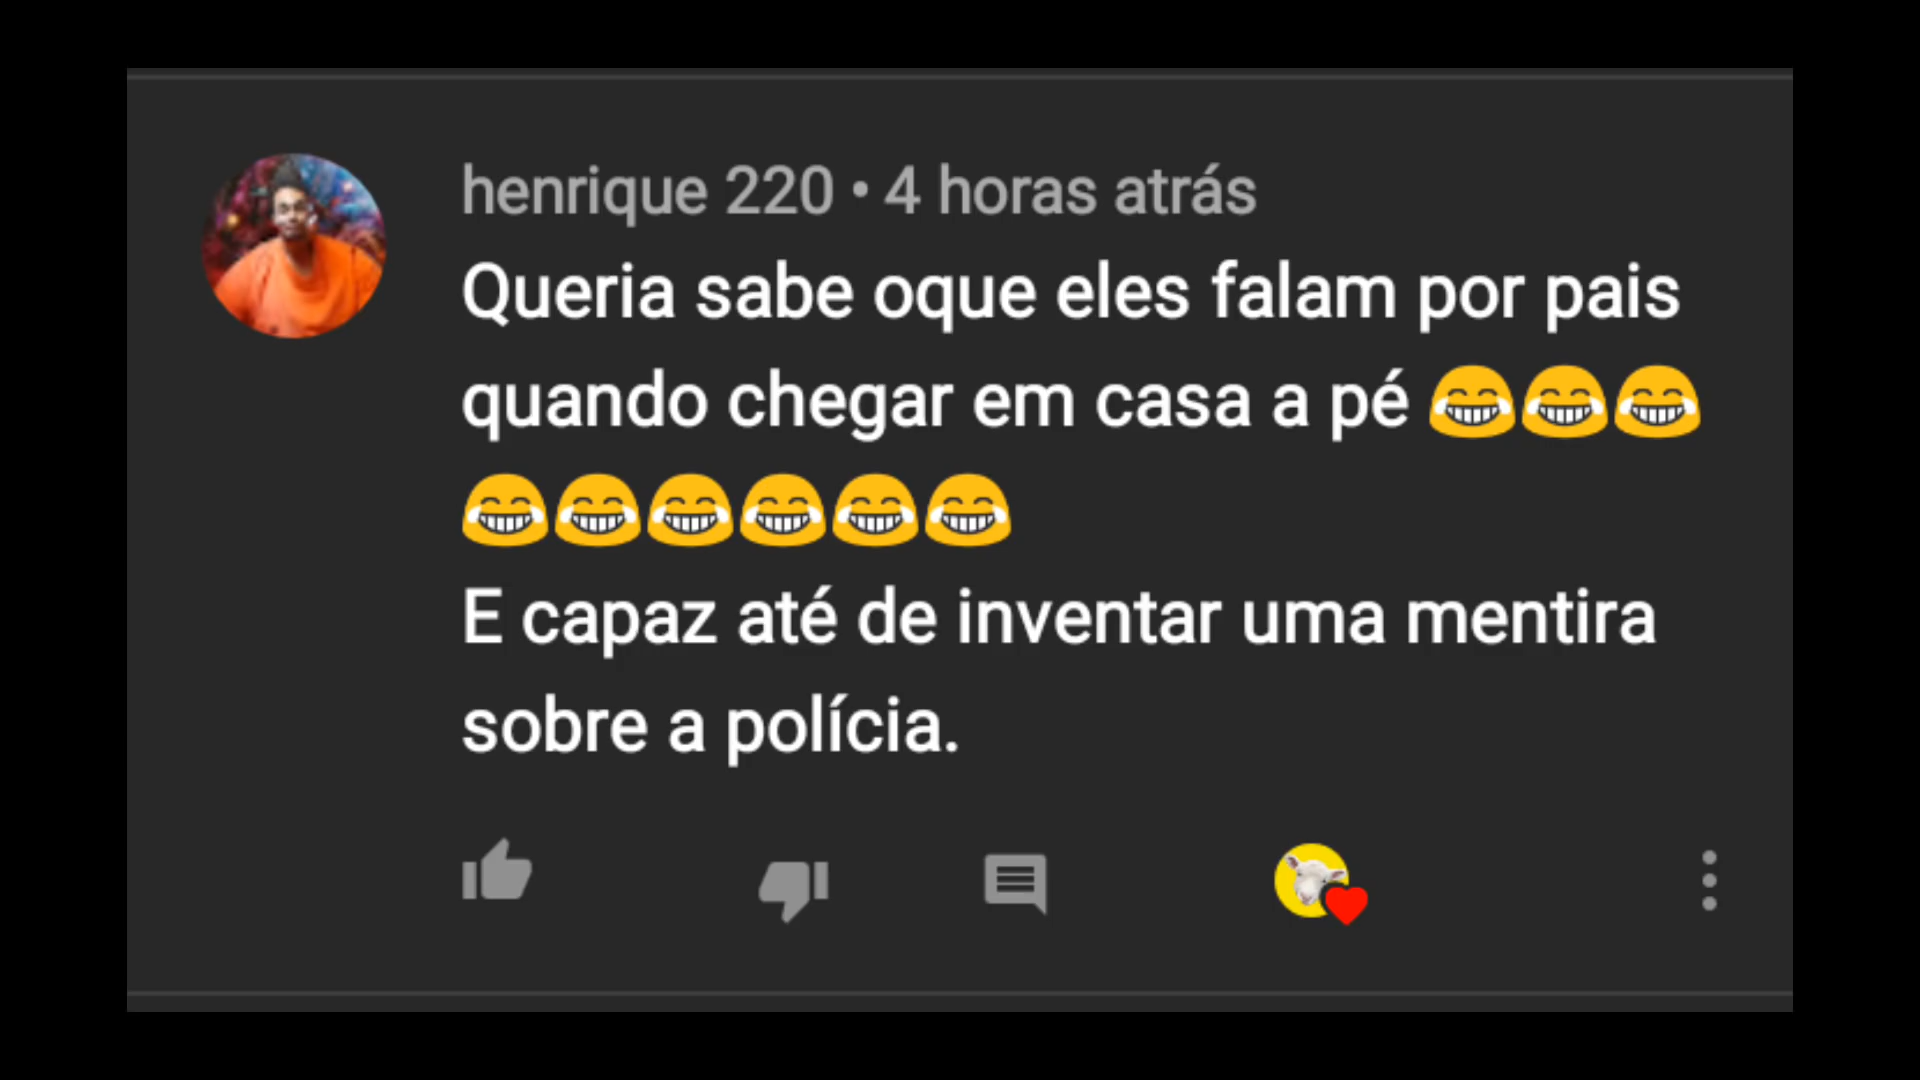 henrique 220 • 4 horas atrás
Queria sabe oque eles falam por pais
quando chegar em casa a pé 😂😂😂
😂😂😂😂😂😂
E capaz até de inventar uma mentira
sobre a polícia.